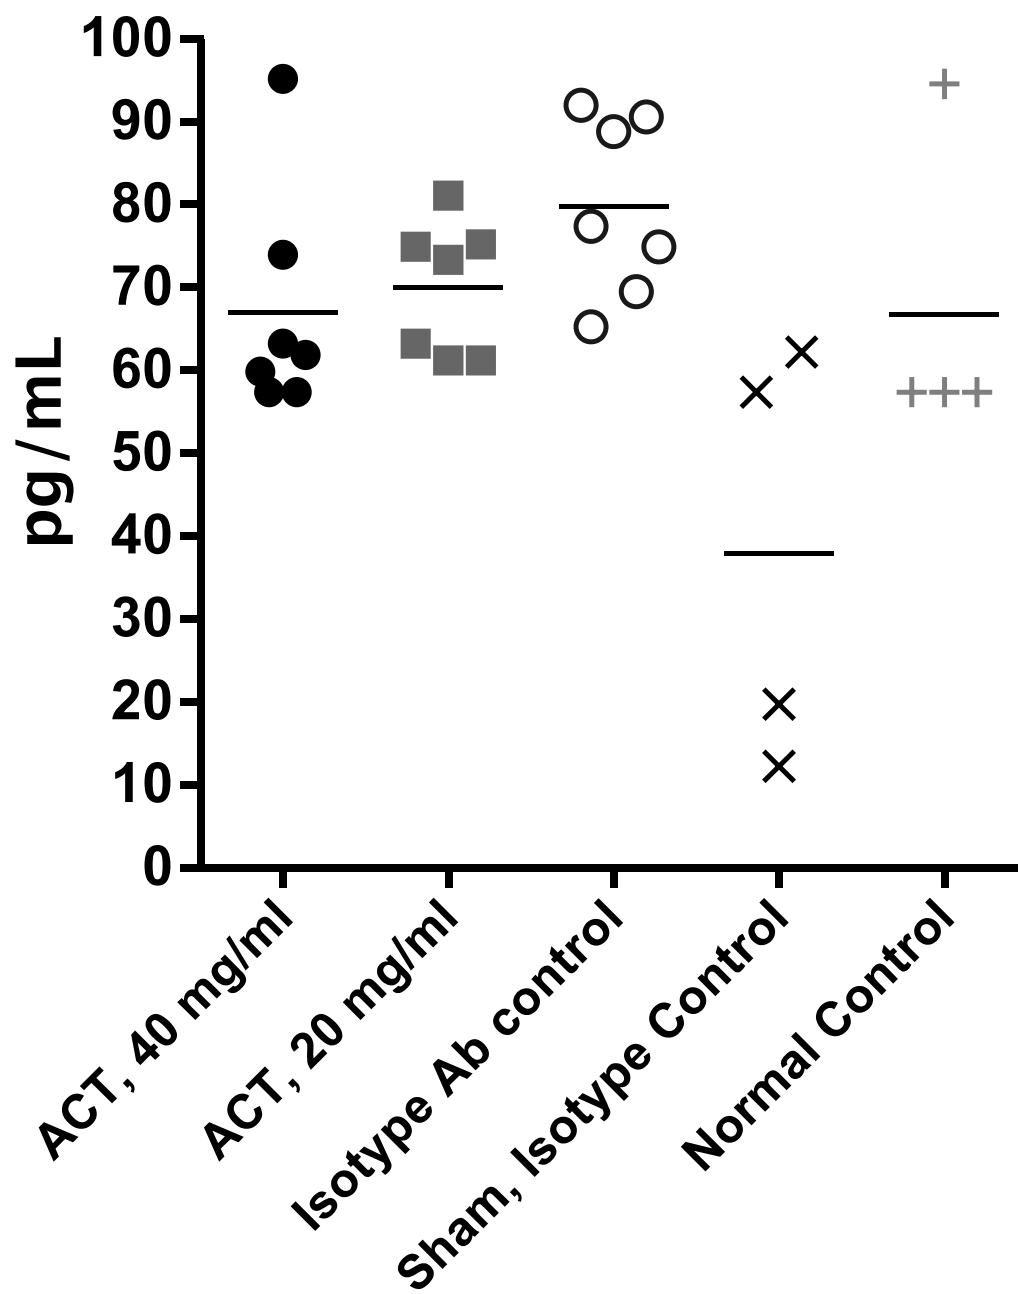 100
90
80
70
60
50
40
30
20
10
0
pg/mL
ACT, 40 mg/ml
ACT, 20 mg/ml
Isotype Ab control
Sham, Isotype Control
Normal Control